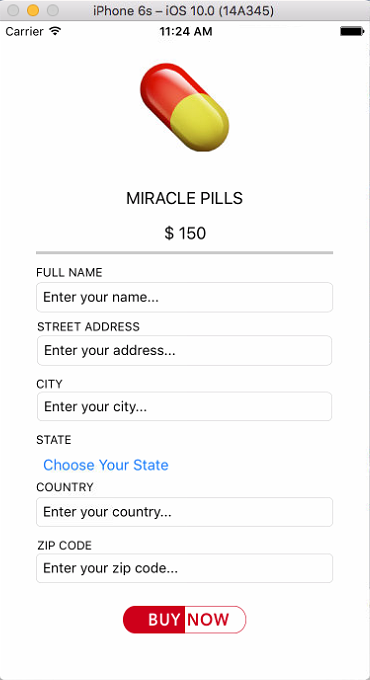 iPhone 6s – iOS 10.0 (14A345)
Carrier 11:24 AM
MIRACLE PILLS
$ 150
FULL NAME
Enter your name...
STREET ADDRESS
Enter your address...
CITY
Enter your city...
STATE
Choose Your State
COUNTRY
Enter your country...
ZIP CODE
Enter your zip code...
BUY NOW